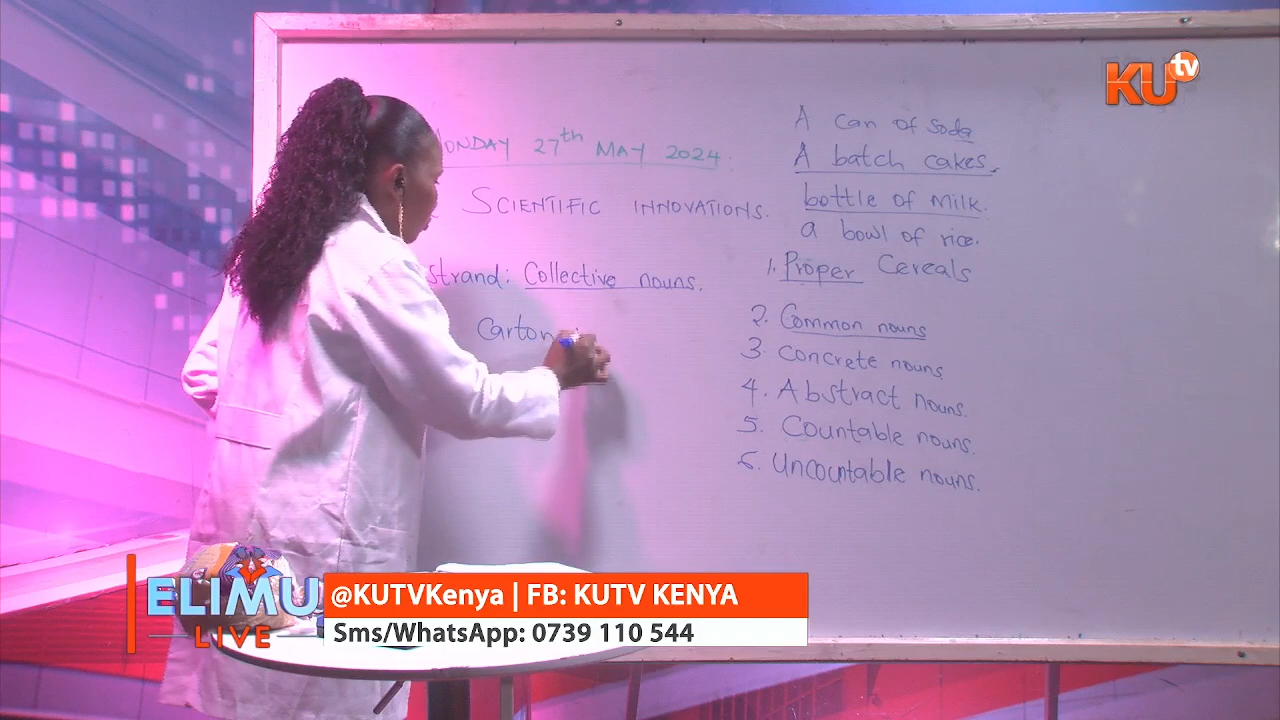 MONDAY 27th MAY 2024.
SCIENTIFIC INNOVATIONS.
strand: Collective nouns.
Carton
A can of soda
A batch cakes.
bottle of milk.
a bowl of rice.
1. Proper Cereals
2. Common nouns
3. concrete nouns.
4. Abstract nouns.
5. Countable nouns.
6. Uncountable nouns.
KU tv
ELIMU
LIVE
@KUTVKenya | FB: KUTV KENYA
Sms/WhatsApp: 0739 110 544